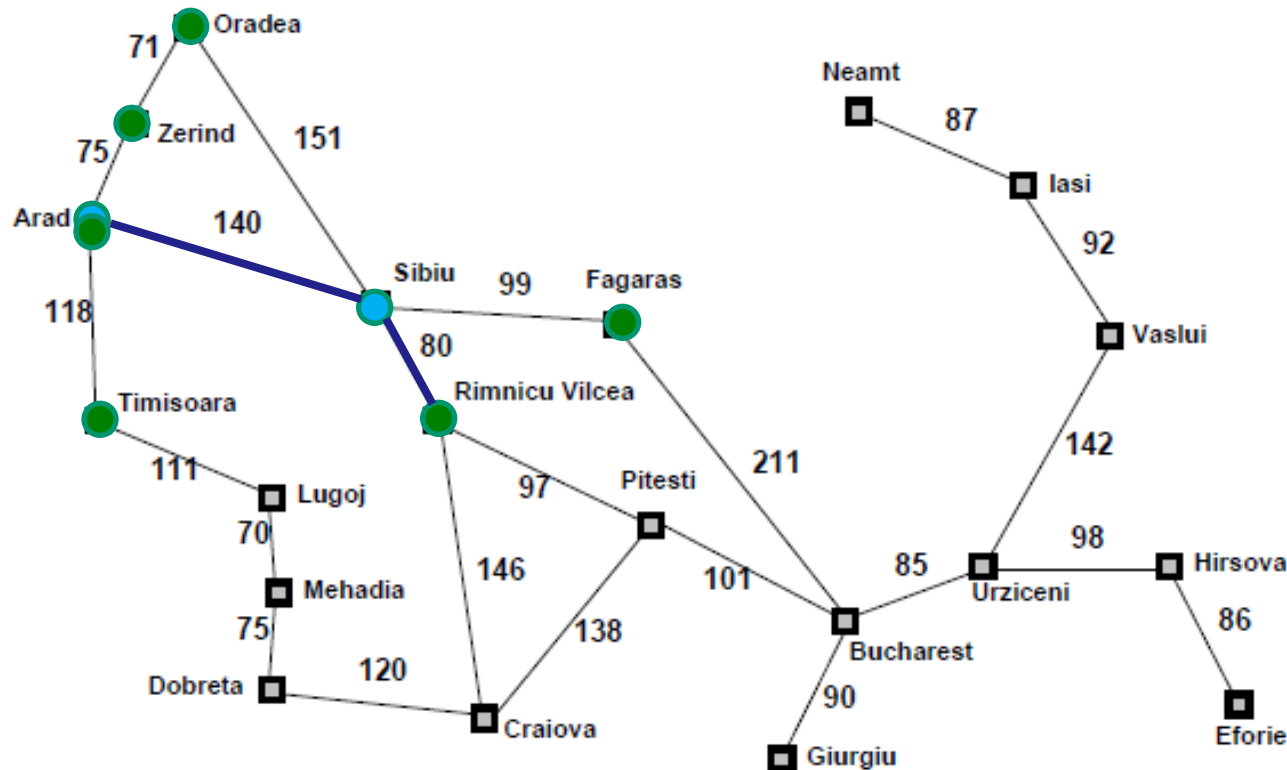 Oradea
71
Neamt
87
Zerind
151
75
Iasi
Arad
140
92
Sibiu
99
Fagaras
118
Vaslui
80
Timisoara
Rimnicu Vilcea
142
211
111
97
Pitesti
Lugoj
70
98
146
101
85
Hirsova
Mehadia
Urziceni
75
138
86
Bucharest
120
Dobreta
90
Craiova
Eforie
Giurgiu